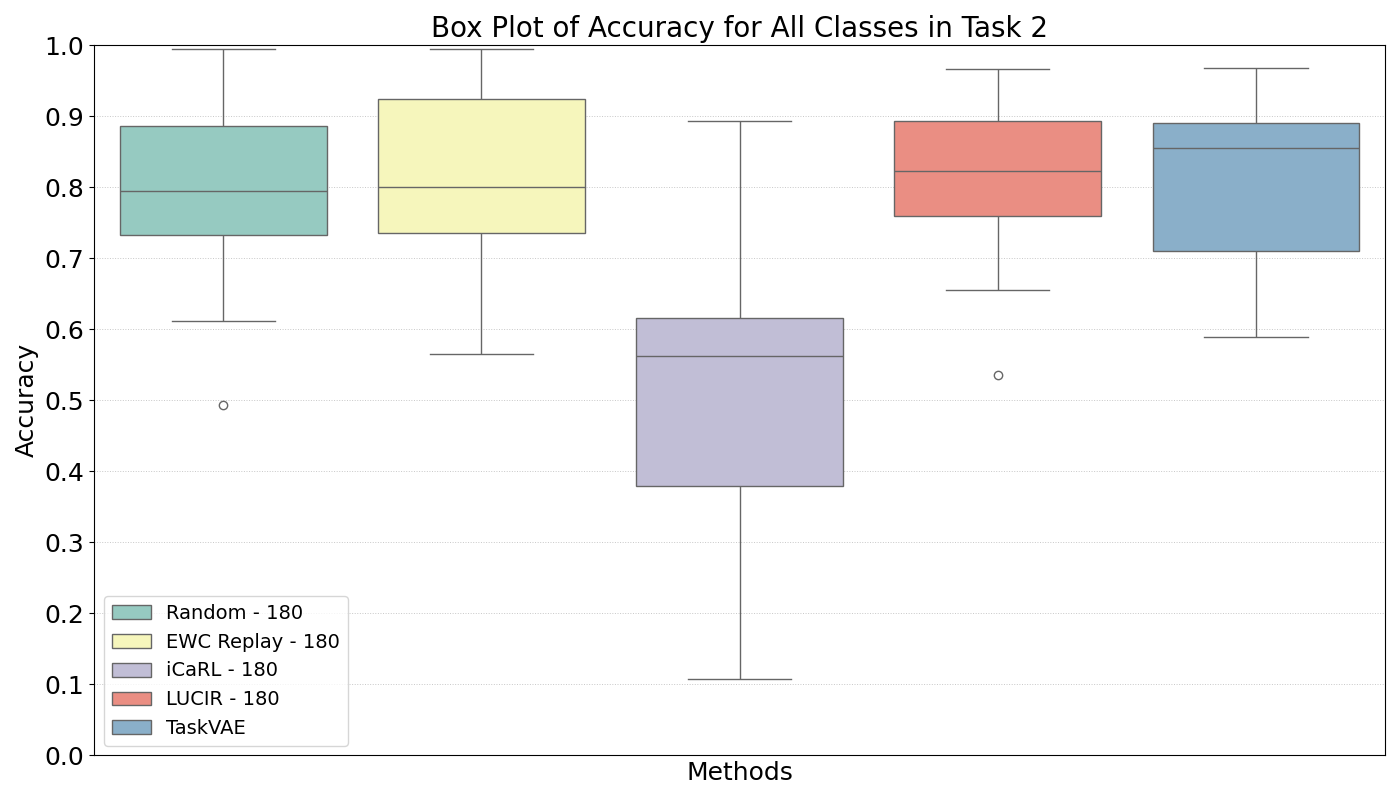 Box Plot of Accuracy for All Classes in Task 2
1.0
0.9
0.8
0.7
0.6
0.5
0.4
0.3
0.2
0.1
0.0
Accuracy
Random - 180
EWC Replay - 180
iCaRL - 180
LUCIR - 180
TaskVAE
Methods